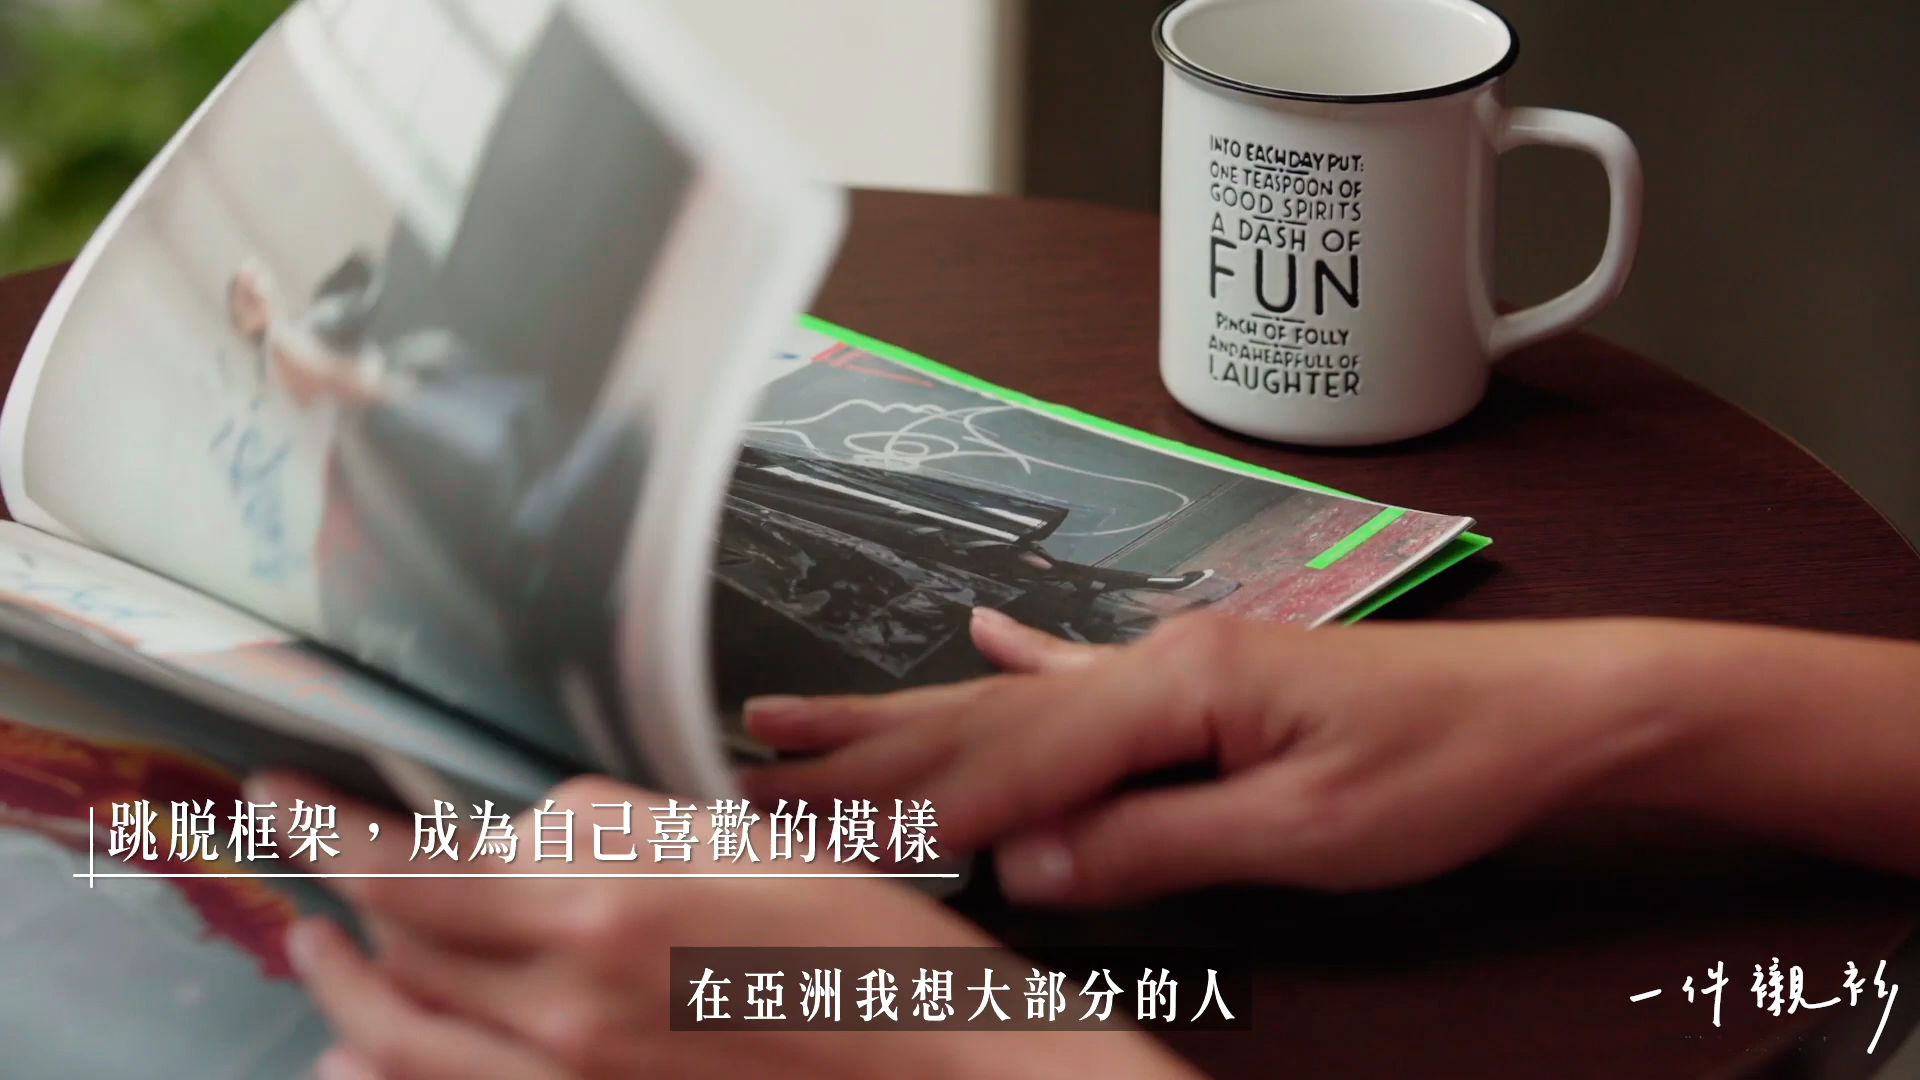 INTO EACH DAY PUT:
ONE TEASPOON OF
GOOD SPIRITS
A DASH OF
FUN
PINCH OF FOLLY
AND A HEAPFULL OF
LAUGHTER
跳脫框架，成為自己喜歡的模樣
在亞洲我想大部分的人
一件襯衫